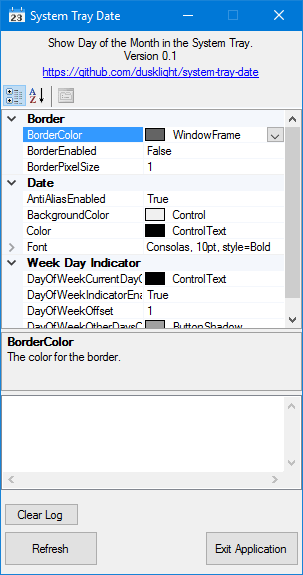 23 System Tray Date
Show Day of the Month in the System Tray.
Version 0.1
https://github.com/dusklight/system-tray-date
A
Z
Border
BorderColor WindowFrame
BorderEnabled False
BorderPixelSize 1
Date
AntiAliasEnabled True
BackgroundColor Control
Color ControlText
Font Consolas, 10pt, style=Bold
Week Day Indicator
DayOfWeekCurrentDayC ControlText
DayOfWeekIndicatorEna True
DayOfWeekOffset 1
DayOfWeekOtherDaysC ButtonShadow
BorderColor
The color for the border.
Clear Log
Refresh Exit Application